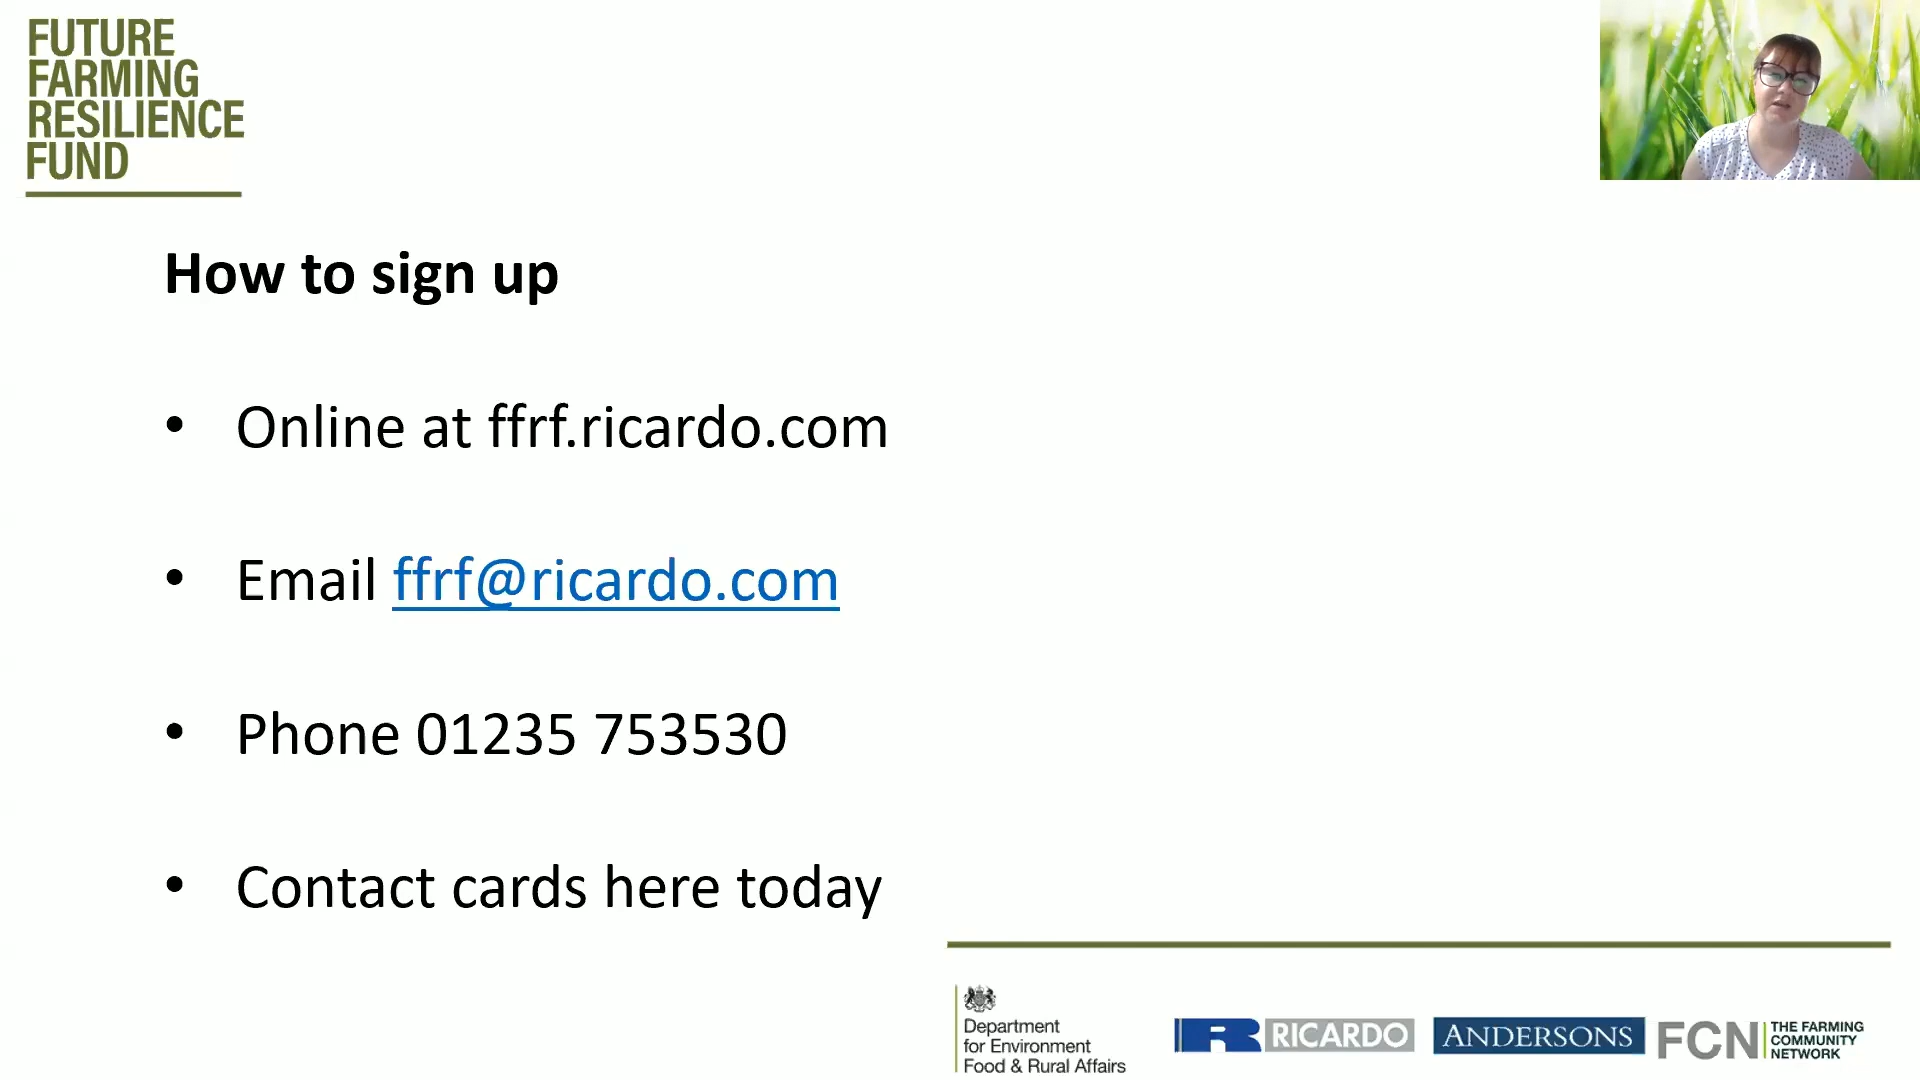 FUTURE
FARMING
RESILIENCE
FUND
How to sign up
• Online at ffrf.ricardo.com
• Email ffrf@ricardo.com
• Phone 01235 753530
• Contact cards here today
Department
for Environment
Food & Rural Affairs
RICARDO
ANDERSONS
FCN
THE FARMING
COMMUNITY
NETWORK